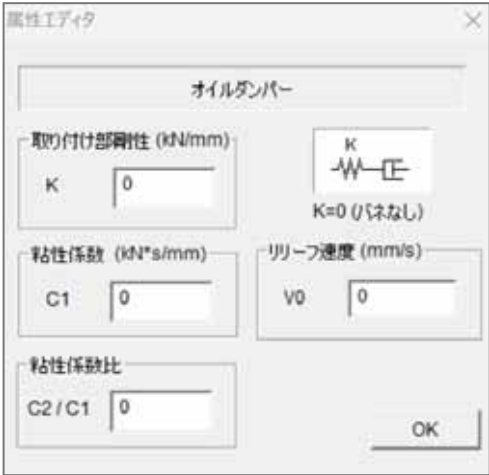 属性エディタ
オイルダンパー
取り付け部剛性 (kN/mm)
K 0
K
K=0 (バネなし)
粘性係数 (kN*s/mm)
C1 0
リリーフ速度 (mm/s)
V0 0
粘性係数比
C2 / C1 0
OK